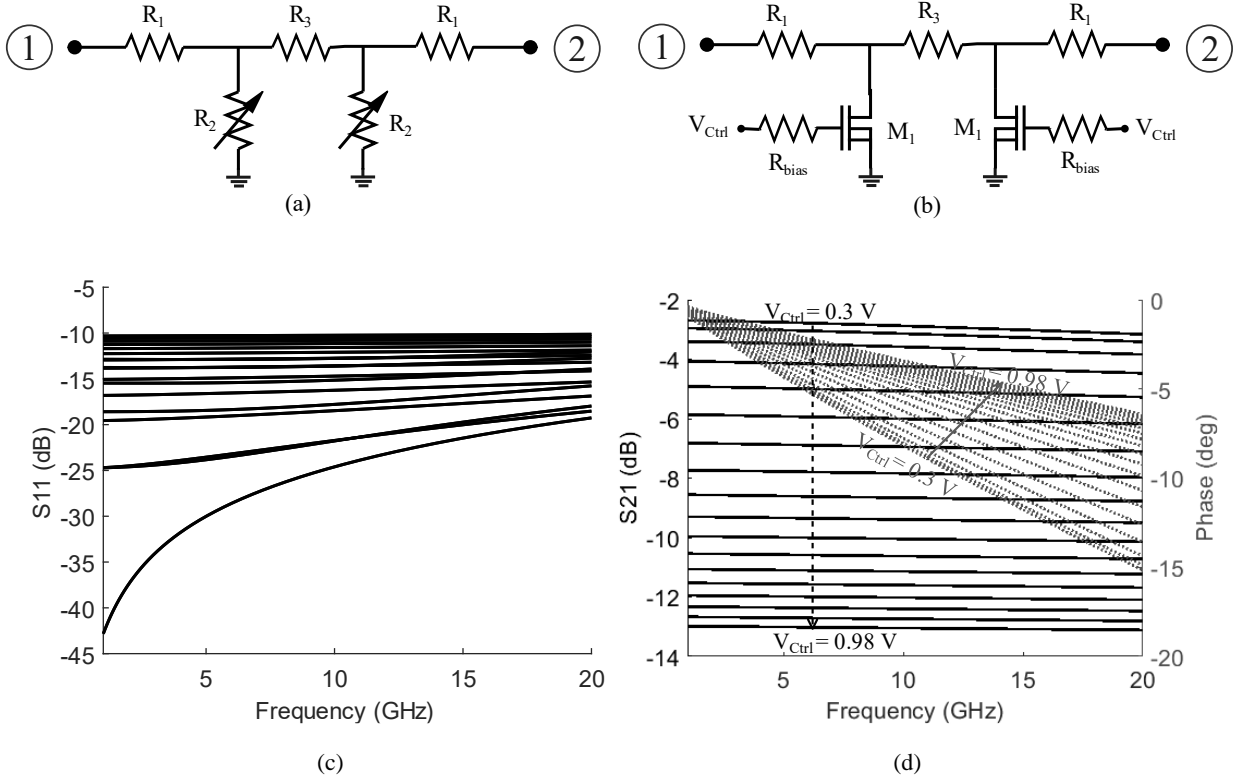 R1 R3 R1
1 2
R2 R2
(a)
R1 R3 R1
1 2
VCtrl M1 M1 VCtrl
Rbias Rbias
(b)
S11 (dB)
-5
-10
-15
-20
-25
-30
-35
-40
-45
5 10 15 20
Frequency (GHz)
(c)
S21 (dB)
-2
-4
-6
-8
-10
-12
-14
VCtrl = 0.3 V
VCtrl = 0.98 V
VCtrl = 0.3 V
VCtrl = 0.98 V
0
-5
-10
-15
-20
Phase (deg)
5 10 15 20
Frequency (GHz)
(d)